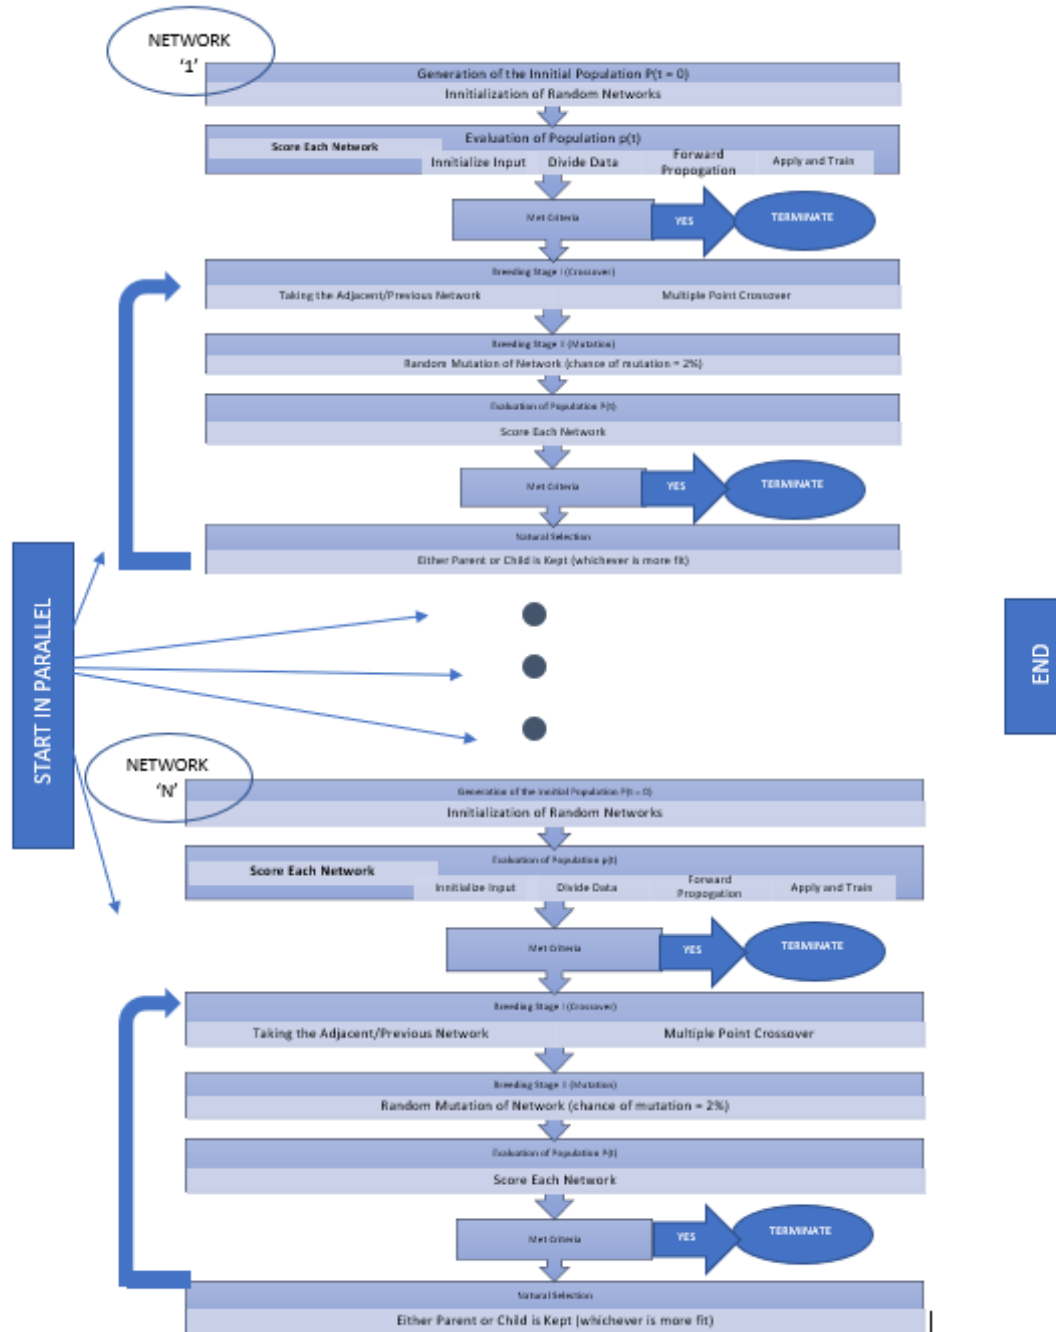 NETWORK
'1'
Generation of the Innitial Population P(t = 0)
Innitialization of Random Networks
Evaluation of Population p(t)
Score Each Network
Innitialize Input
Divide Data
Forward
Propogation
Apply and Train
Met Criteria
YES
TERMINATE
Breeding Stage I (Crossover)
Taking the Adjacent/Previous Network
Multiple Point Crossover
Breeding Stage II (Mutation)
Random Mutation of Network (chance of mutation = 2%)
Evaluation of Population P(t)
Score Each Network
Met Criteria
YES
TERMINATE
Natural Selection
Either Parent or Child is Kept (whichever is more fit)
START IN PARALLEL
END
NETWORK
'N'
Generation of the Innitial Population P(t = 0)
Innitialization of Random Networks
Evaluation of Population p(t)
Score Each Network
Innitialize Input
Divide Data
Forward
Propogation
Apply and Train
Met Criteria
YES
TERMINATE
Breeding Stage I (Crossover)
Taking the Adjacent/Previous Network
Multiple Point Crossover
Breeding Stage II (Mutation)
Random Mutation of Network (chance of mutation = 2%)
Evaluation of Population P(t)
Score Each Network
Met Criteria
YES
TERMINATE
Natural Selection
Either Parent or Child is Kept (whichever is more fit)